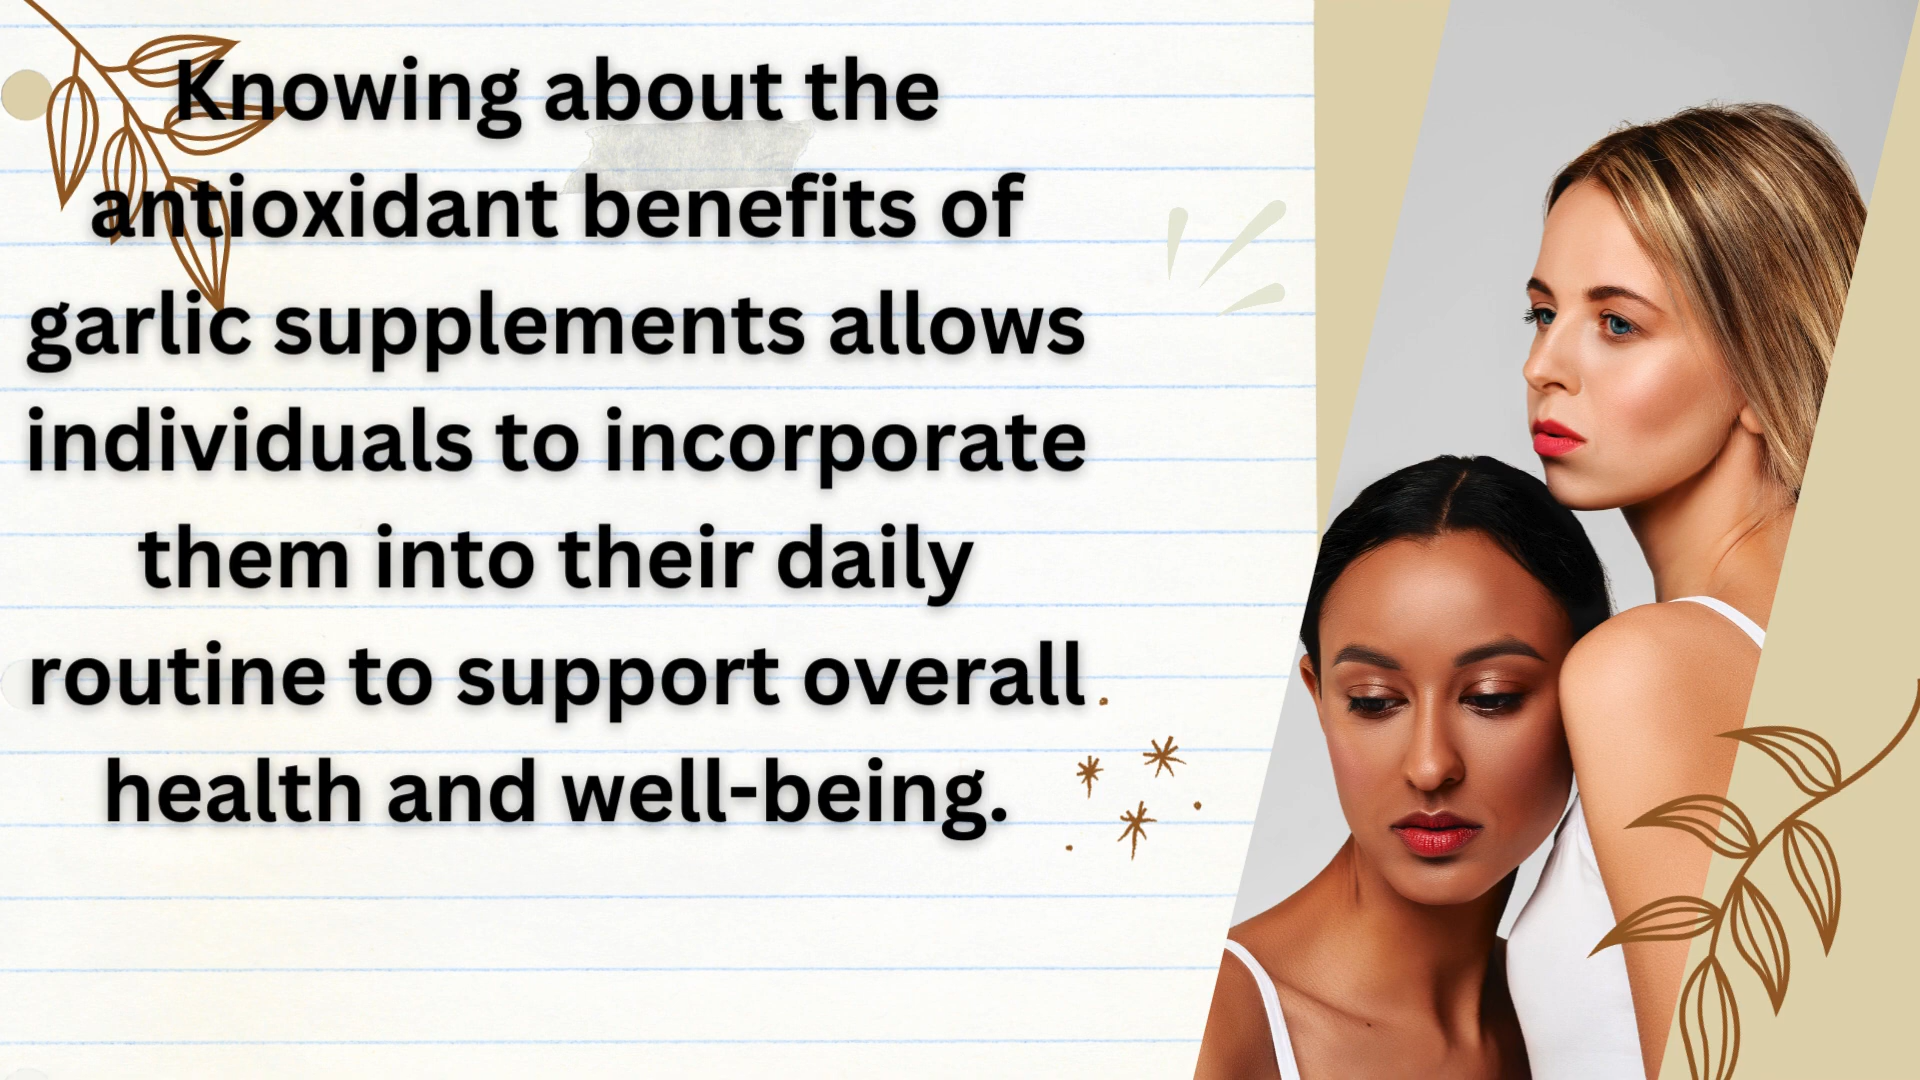 Knowing about the
antioxidant benefits of
garlic supplements allows
individuals to incorporate
them into their daily
routine to support overall
health and well-being.